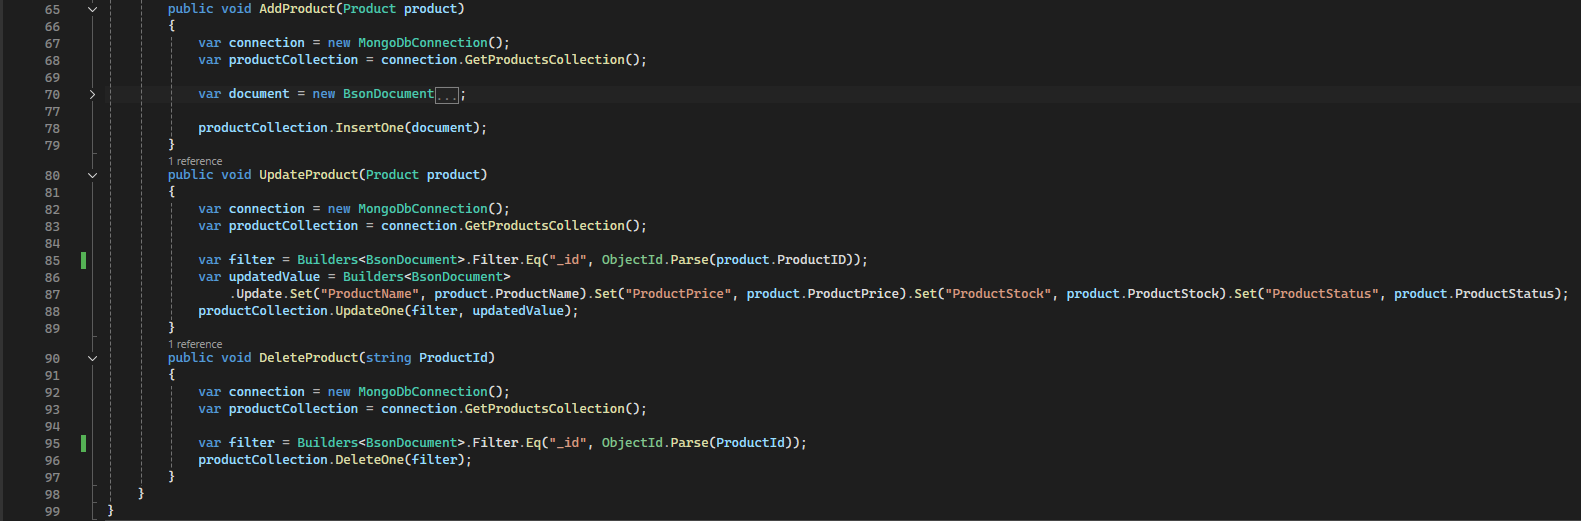 65 public void AddProduct(Product product)
66 {
67 var connection = new MongoDbConnection();
68 var productCollection = connection.GetProductsCollection();
69
70 var document = new BsonDocument...;
77
78 productCollection.InsertOne(document);
79 }
1 reference
80 public void UpdateProduct(Product product)
81 {
82 var connection = new MongoDbConnection();
83 var productCollection = connection.GetProductsCollection();
84
85 var filter = Builders<BsonDocument>.Filter.Eq("_id", ObjectId.Parse(product.ProductID));
86 var updatedValue = Builders<BsonDocument>
87 .Update.Set("ProductName", product.ProductName).Set("ProductPrice", product.ProductPrice).Set("ProductStock", product.ProductStock).Set("ProductStatus", product.ProductStatus);
88 productCollection.UpdateOne(filter, updatedValue);
89 }
1 reference
90 public void DeleteProduct(string ProductId)
91 {
92 var connection = new MongoDbConnection();
93 var productCollection = connection.GetProductsCollection();
94
95 var filter = Builders<BsonDocument>.Filter.Eq("_id", ObjectId.Parse(ProductId));
96 productCollection.DeleteOne(filter);
97 }
98 }
99 }